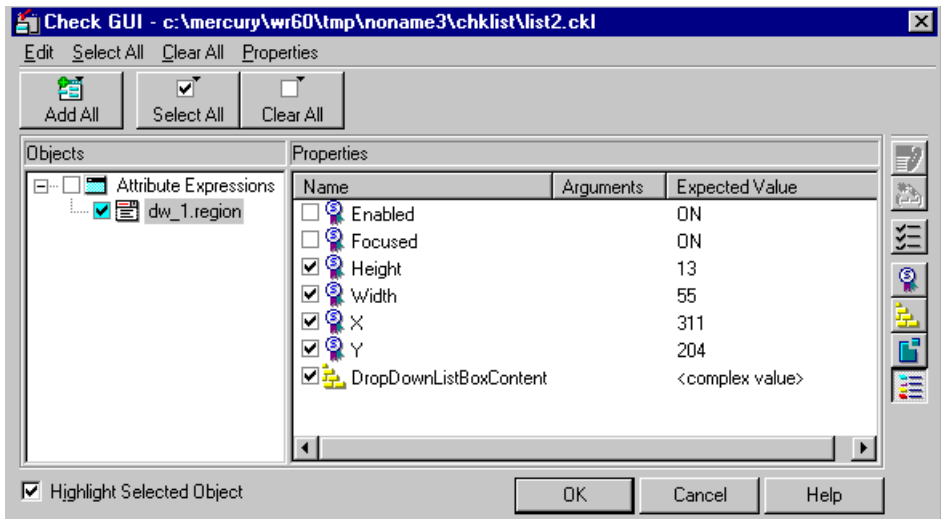 Check GUI - c:\mercury\wr60\tmp\noname3\chklist\list2.ckl
Edit Select All Clear All Properties
Add All Select All Clear All
Objects Properties
Attribute Expressions
dw_1.region
Name Arguments Expected Value
Enabled ON
Focused ON
Height 13
Width 55
X 311
Y 204
DropDownListBoxContent <complex value>
Highlight Selected Object OK Cancel Help